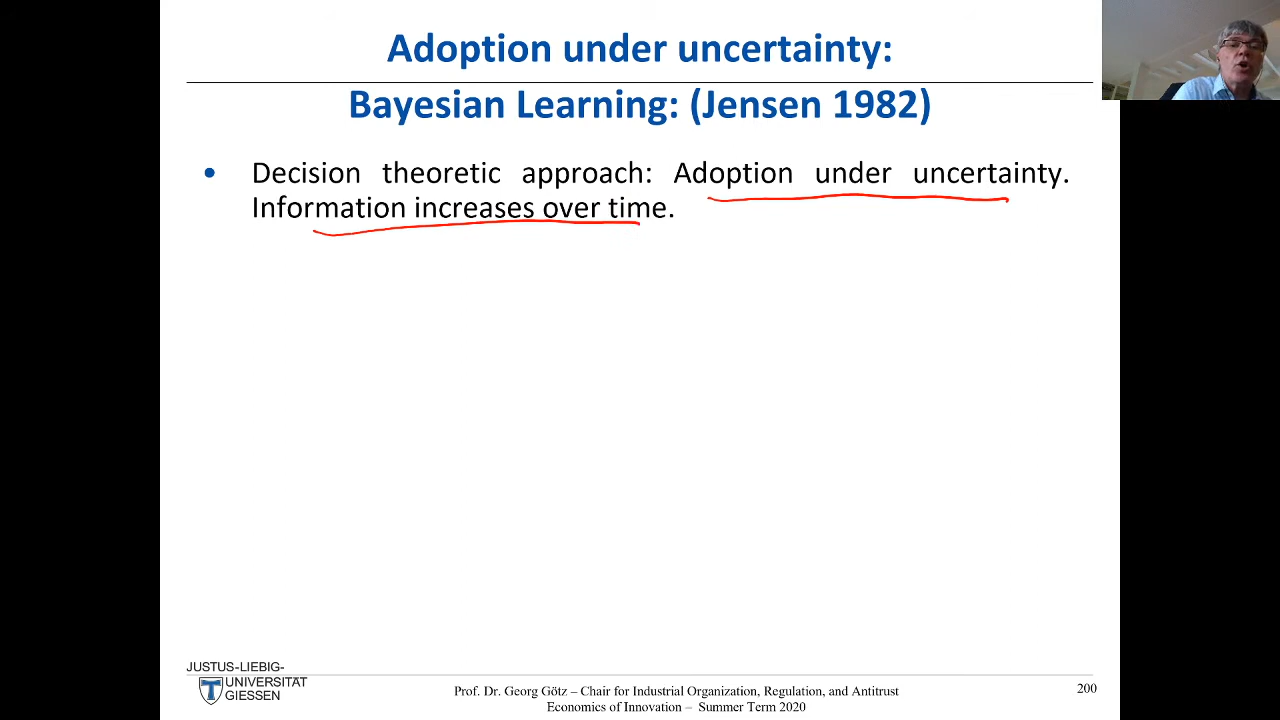 Adoption under uncertainty:
Bayesian Learning: (Jensen 1982)
• Decision theoretic approach: Adoption under uncertainty.
Information increases over time.
JUSTUS-LIEBIG-
UNIVERSITÄT
GIESSEN
Prof. Dr. Georg Götz – Chair for Industrial Organization, Regulation, and Antitrust
Economics of Innovation – Summer Term 2020
200